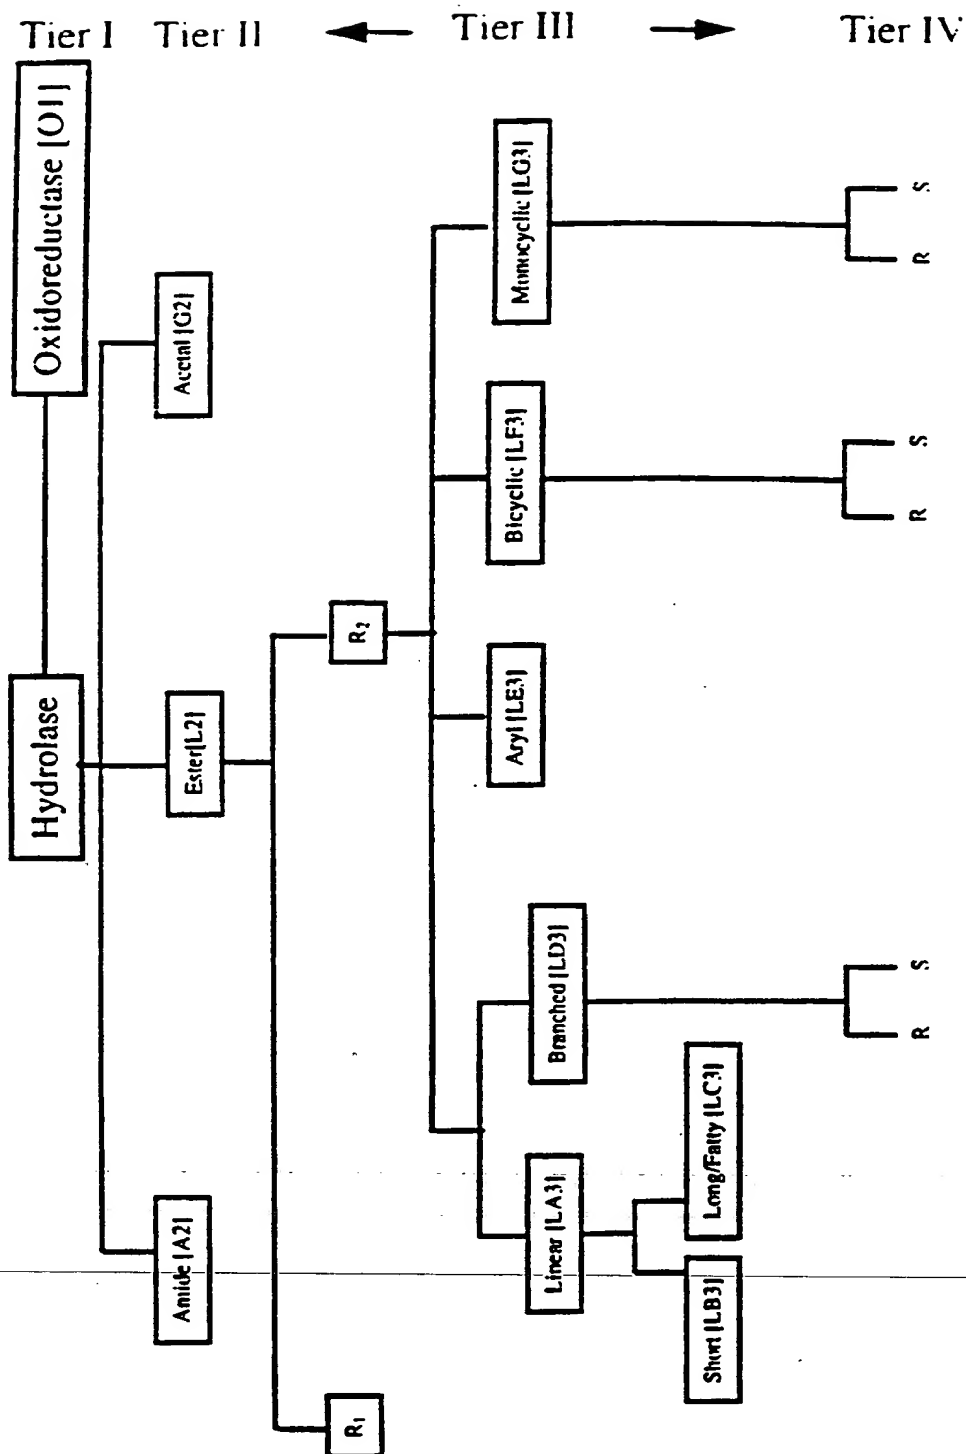 Tier I Tier II Tier III Tier IV
Oxidoreductase [O1]
Hydrolase
Acetal [G2]
Ester[L2]
Amide [A2]
R2
R1
Monocyclic [LG3]
Bicyclic [LF3]
Aryl [LE3]
Branched [LD3]
Linear [LA3]
Long/Fatty [LC3]
Short [LB3]
S
R
S
R
S
R